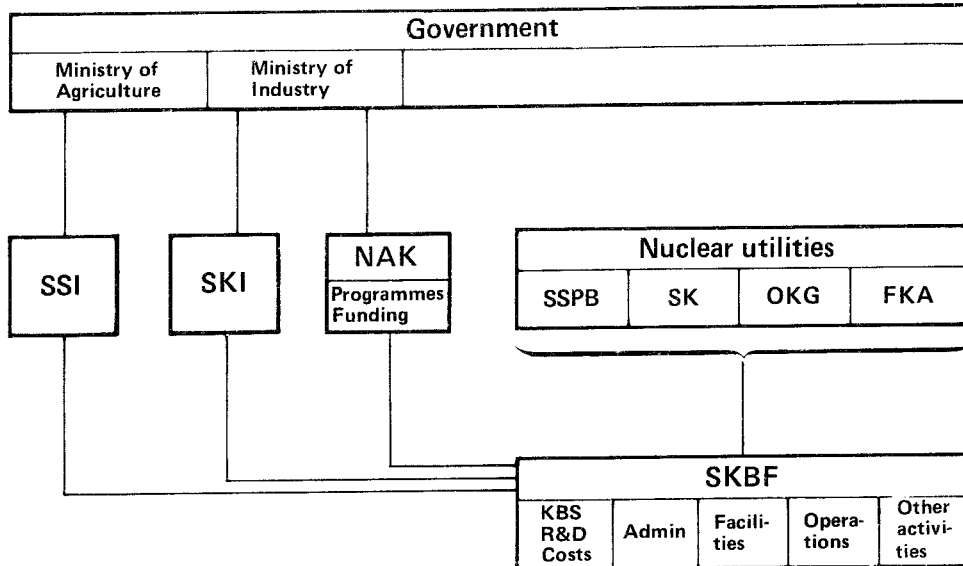 Government
Ministry of
Agriculture
Ministry of
Industry
SSI
SKI
NAK
Programmes
Funding
Nuclear utilities
SSPB
SK
OKG
FKA
SKBF
KBS
R&D
Costs
Admin
Facili-
ties
Opera-
tions
Other
activi-
ties